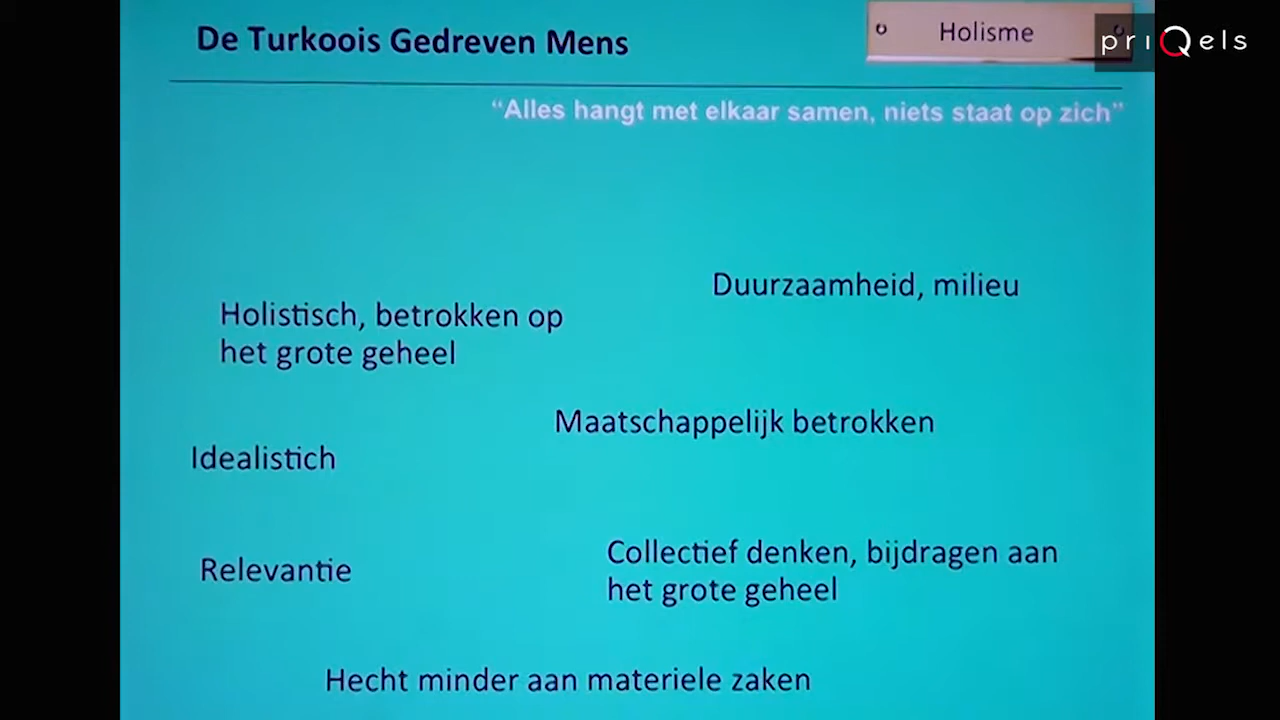 De Turkoois Gedreven Mens
Holisme
priQels
“Alles hangt met elkaar samen, niets staat op zich”
Duurzaamheid, milieu
Holistisch, betrokken op
het grote geheel
Maatschappelijk betrokken
Idealistich
Collectief denken, bijdragen aan
het grote geheel
Relevantie
Hecht minder aan materiele zaken